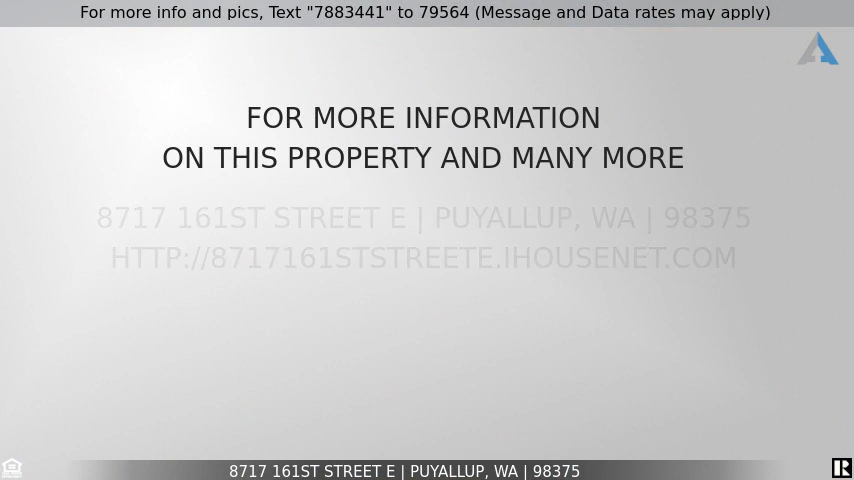 For more info and pics, Text "7883441" to 79564 (Message and Data rates may apply)
FOR MORE INFORMATION
ON THIS PROPERTY AND MANY MORE
8717 161ST STREET E | PUYALLUP, WA | 98375
HTTP://8717161STSTREETE.IHOUSENET.COM
8717 161ST STREET E | PUYALLUP, WA | 98375